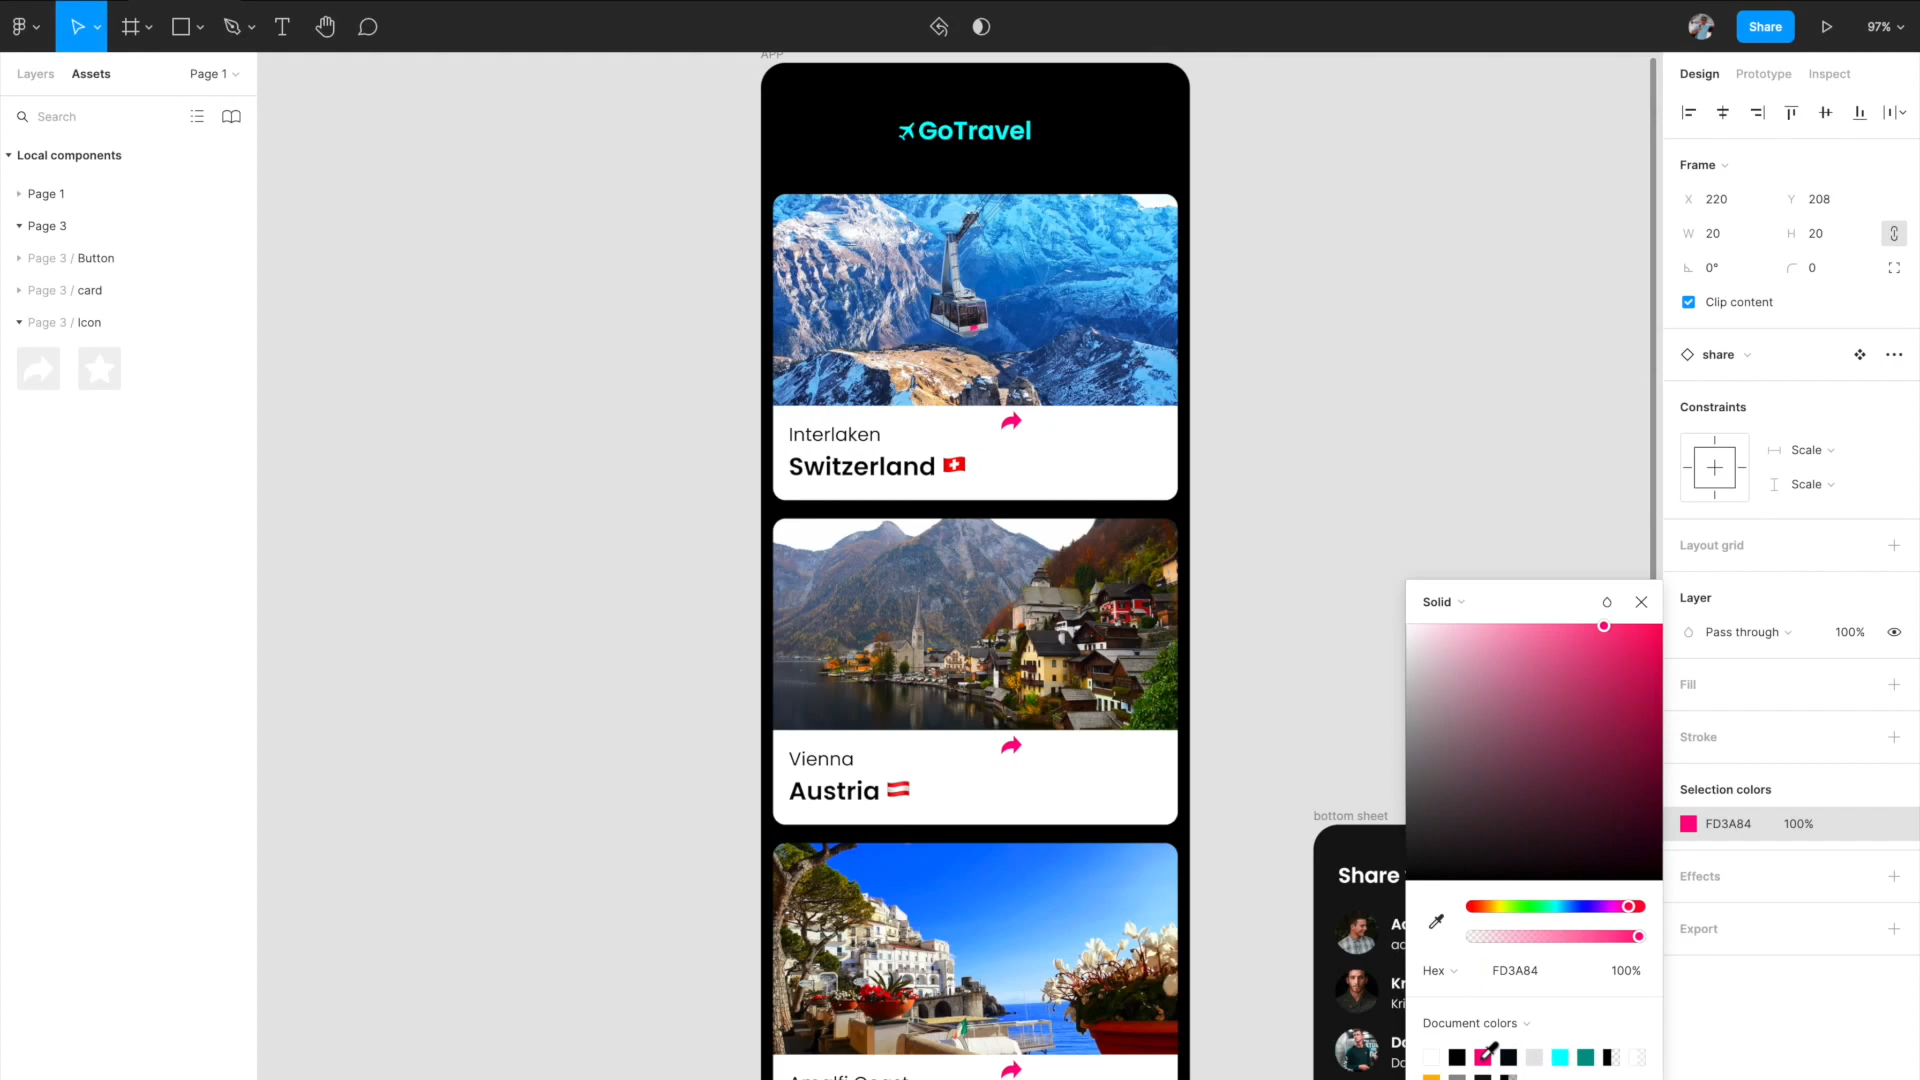 Share
97%
Layers
Assets
Page 1
Search
Local components
Page 1
Page 3
Page 3 / Button
Page 3 / card
Page 3 / Icon
APP
GoTravel
Interlaken
Switzerland
Vienna
Austria
Amalfi Coast
bottom sheet
Share
Kr
Kri
Do
Solid
Hex
FD3A84
100%
Document colors
Design
Prototype
Inspect
Frame
X 220
Y 208
W 20
H 20
0°
0
Clip content
share
Constraints
Scale
Scale
Layout grid
Layer
Pass through
100%
Fill
Stroke
Selection colors
FD3A84
100%
Effects
Export